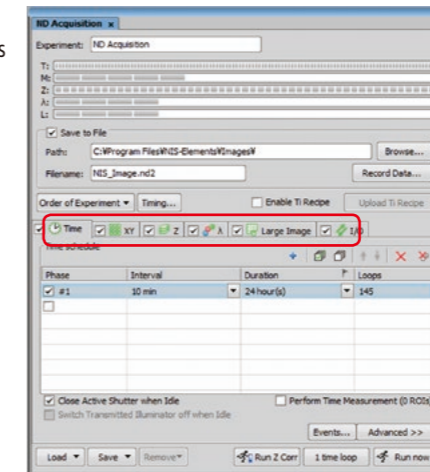 s
ND Acquisition x
Experiment: ND Acquisition
T:
M:
Z:
λ:
L:
Save to File
Path: C:₩Program Files₩NIS-Elements₩Images₩ Browse...
Filename: NIS_Image.nd2 Record Data...
Order of Experiment Timing... Enable Ti Recipe Upload Ti Recipe
Time XY Z λ Large Image I/O
Time schedule
Phase Interval Duration Loops
#1 10 min 24 hour(s) 145
Close Active Shutter when Idle Perform Time Measurement (0 ROIs)
Switch Transmitted Illuminator off when Idle
Events... Advanced >>
Load Save Remove Run Z Corr 1 time loop Run now